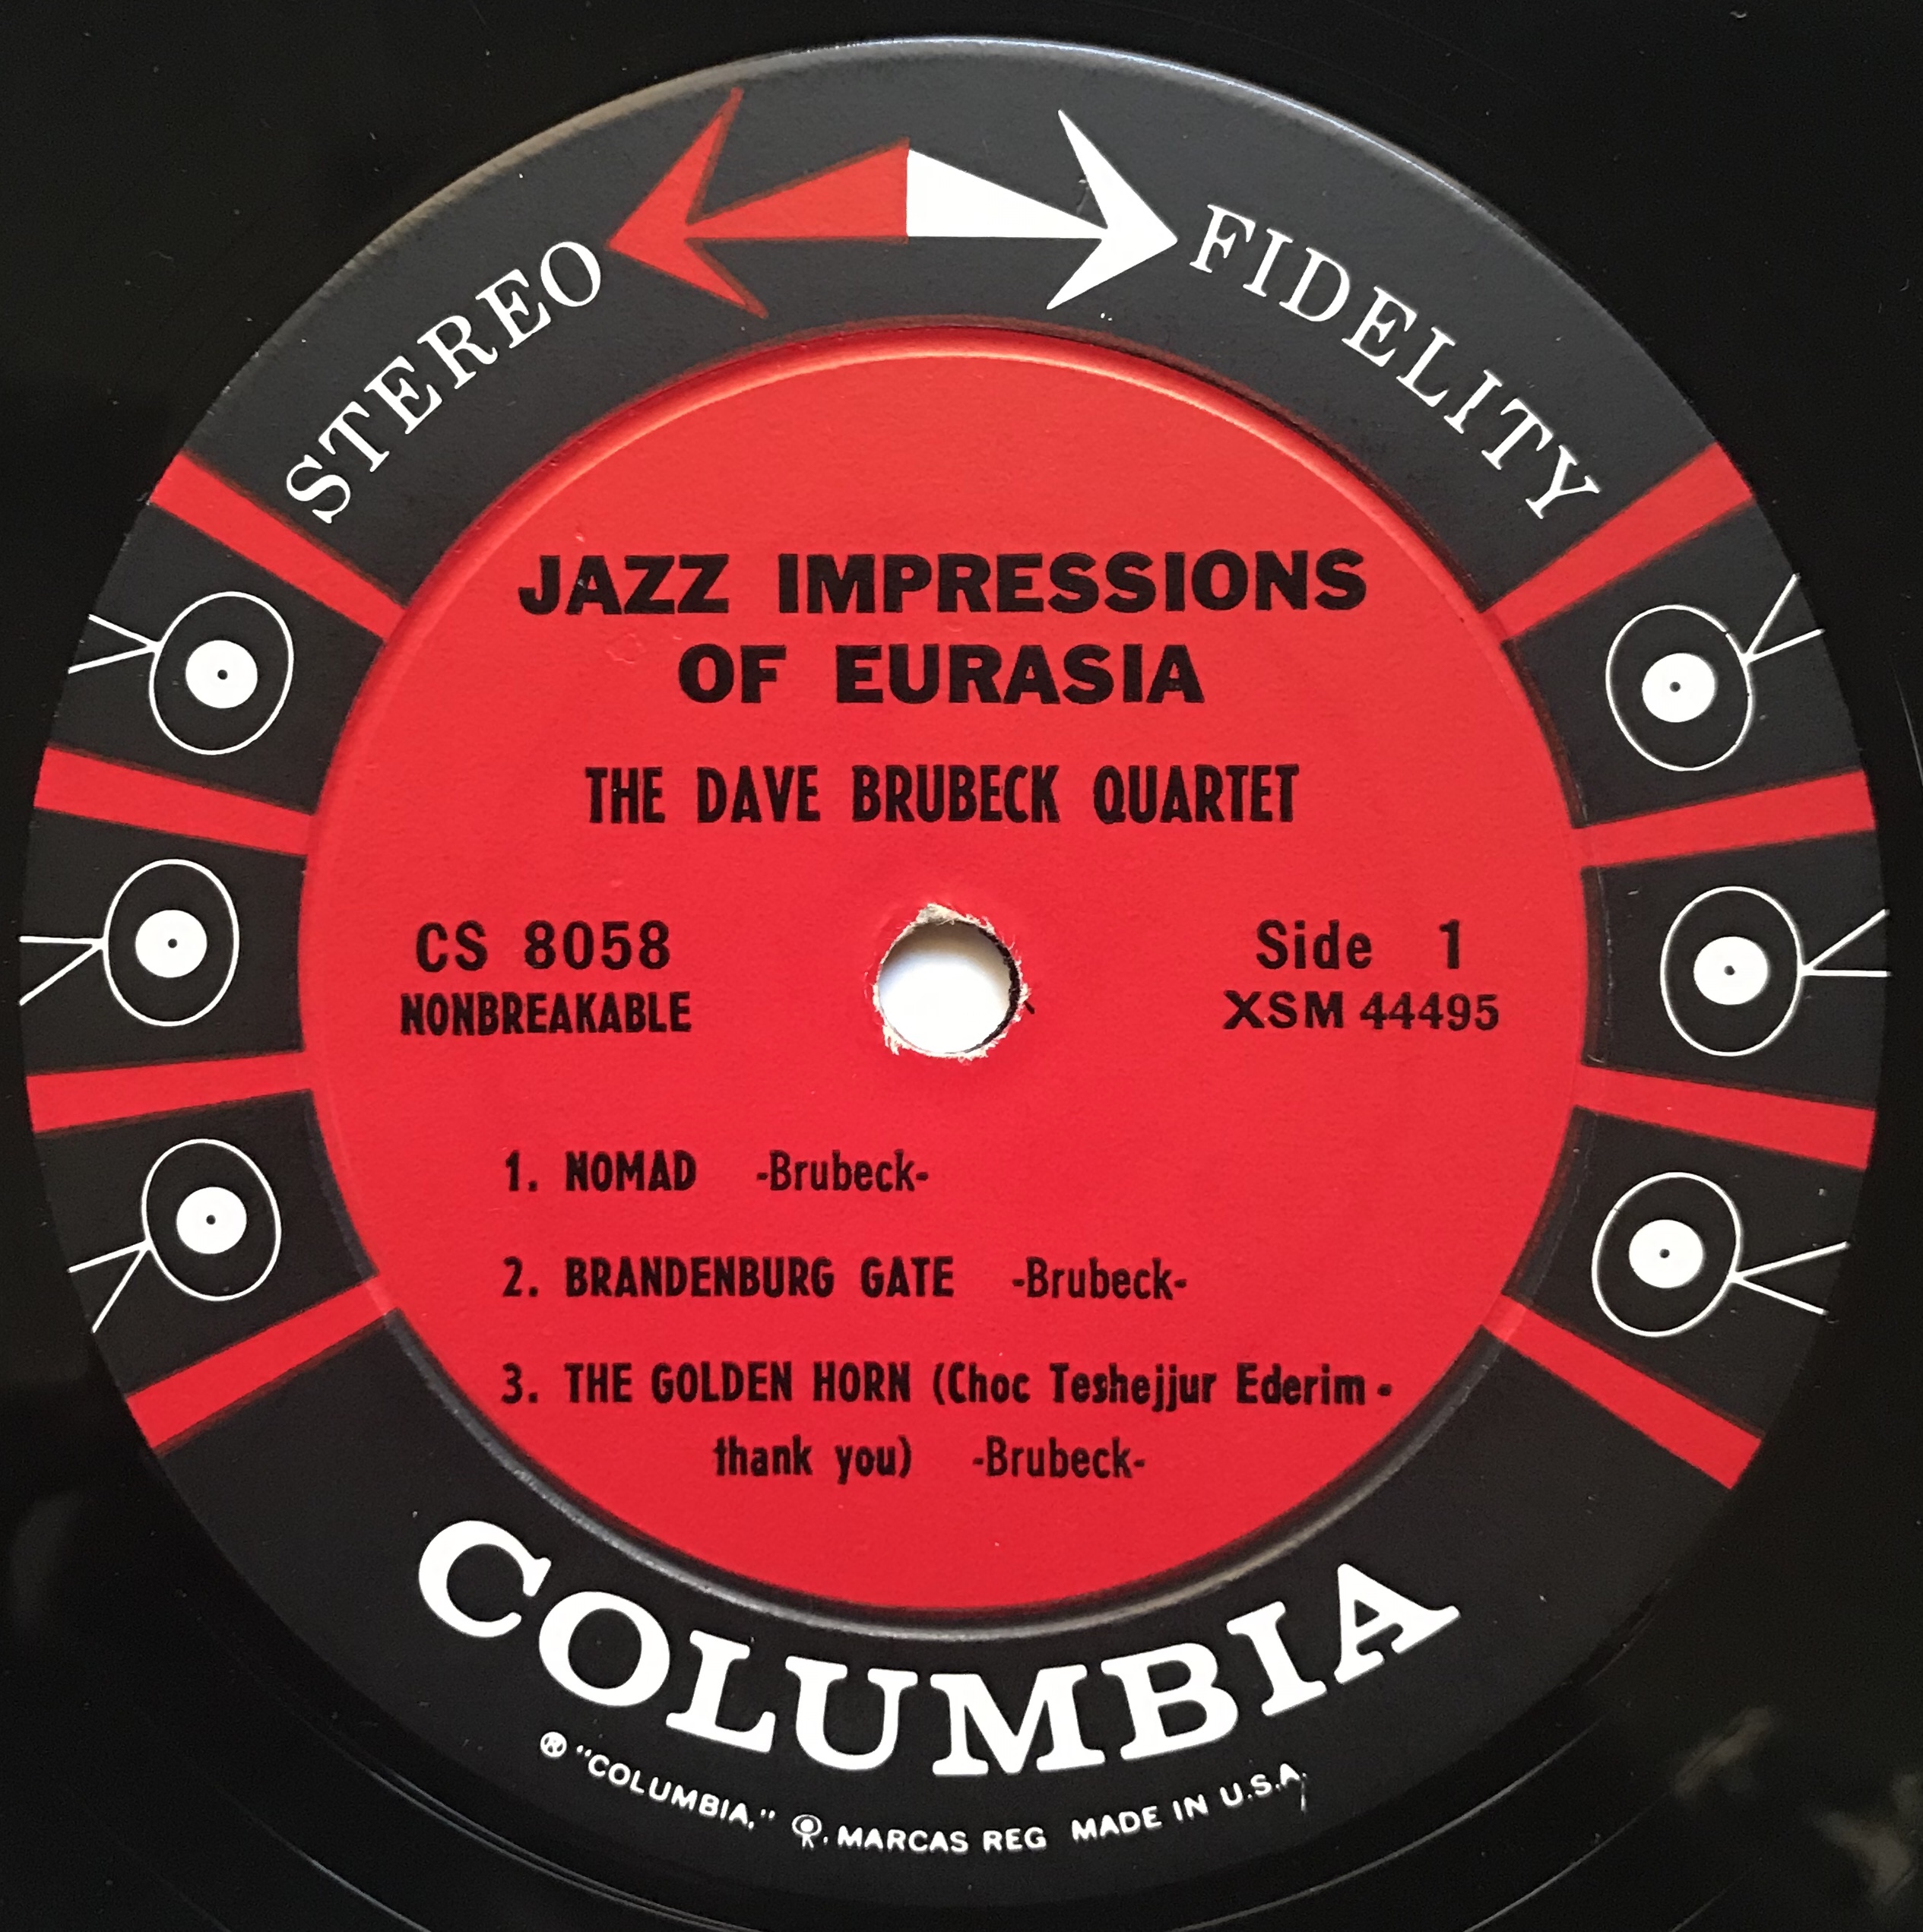 STEREO FIDELITY
JAZZ IMPRESSIONS
OF EURASIA
THE DAVE BRUBECK QUARTET
CS 8058
NONBREAKABLE
Side 1
XSM 44495
1. NOMAD -Brubeck-
2. BRANDENBURG GATE -Brubeck-
3. THE GOLDEN HORN (Choc Teshejjur Ederim -
thank you) -Brubeck-
COLUMBIA
® "COLUMBIA," . MARCAS REG MADE IN U.S.A.